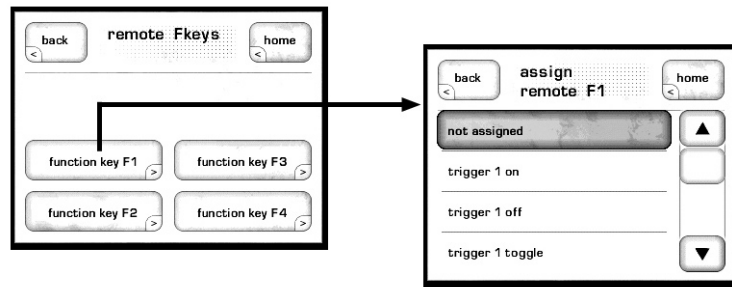 back
remote Fkeys
home
<
<
function key F1
>
function key F3
>
function key F2
>
function key F4
>
back
assign
remote F1
home
<
<
not assigned
trigger 1 on
trigger 1 off
trigger 1 toggle